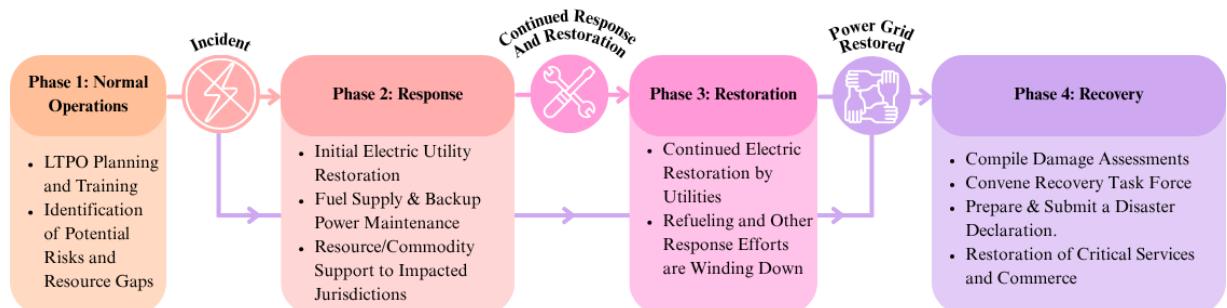 Phase 1: Normal
Operations
• LTPO Planning
and Training
• Identification
of Potential
Risks and
Resource Gaps
Incident
Phase 2: Response
• Initial Electric Utility
Restoration
• Fuel Supply & Backup
Power Maintenance
• Resource/Commodity
Support to Impacted
Jurisdictions
Continued Response
And Restoration
Phase 3: Restoration
• Continued Electric
Restoration by
Utilities
• Refueling and Other
Response Efforts
are Winding Down
Power Grid
Restored
Phase 4: Recovery
• Compile Damage Assessments
• Convene Recovery Task Force
• Prepare & Submit a Disaster
Declaration.
• Restoration of Critical Services
and Commerce